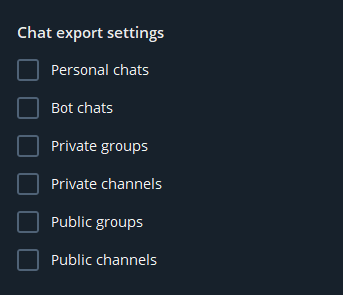 Chat export settings
Personal chats
Bot chats
Private groups
Private channels
Public groups
Public channels